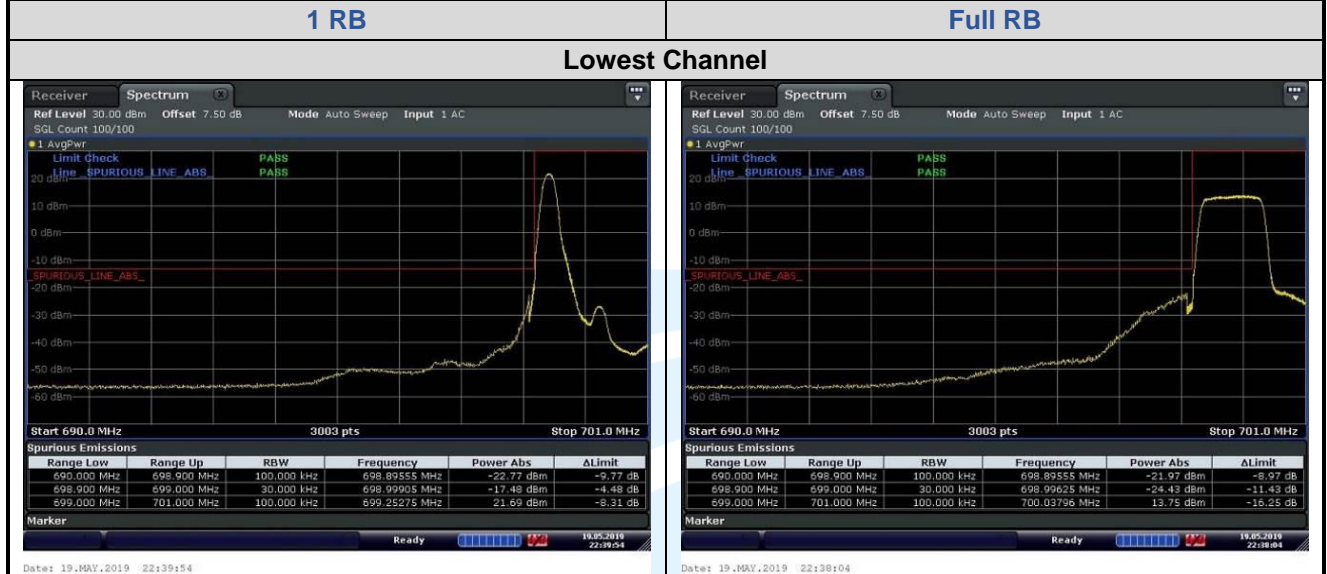 1 RB
Full RB
Lowest Channel
Receiver Spectrum
Ref Level 30.00 dBm Offset 7.50 dB Mode Auto Sweep Input 1 AC
SGL Count 100/100
1 AvgPwr
Limit Check PASS
Line _SPURIOUS_LINE_ABS_ PASS
20 dBm
10 dBm
0 dBm
-10 dBm
_SPURIOUS_LINE_ABS_
-20 dBm
-30 dBm
-40 dBm
-50 dBm
-60 dBm
Start 690.0 MHz 3003 pts Stop 701.0 MHz
Spurious Emissions
Range Low Range Up RBW Frequency Power Abs ΔLimit
690.000 MHz 698.900 MHz 100.000 kHz 698.89555 MHz -22.77 dBm -9.77 dB
698.900 MHz 699.000 MHz 30.000 kHz 698.99905 MHz -17.48 dBm -4.48 dB
699.000 MHz 701.000 MHz 100.000 kHz 699.25275 MHz 21.69 dBm -8.31 dB
Marker
Ready 19.05.2019
22:39:54
Date: 19.MAY.2019 22:39:54
Receiver Spectrum
Ref Level 30.00 dBm Offset 7.50 dB Mode Auto Sweep Input 1 AC
SGL Count 100/100
1 AvgPwr
Limit Check PASS
Line _SPURIOUS_LINE_ABS_ PASS
20 dBm
10 dBm
0 dBm
-10 dBm
_SPURIOUS_LINE_ABS_
-20 dBm
-30 dBm
-40 dBm
-50 dBm
-60 dBm
Start 690.0 MHz 3003 pts Stop 701.0 MHz
Spurious Emissions
Range Low Range Up RBW Frequency Power Abs ΔLimit
690.000 MHz 698.900 MHz 100.000 kHz 698.89555 MHz -21.97 dBm -8.97 dB
698.900 MHz 699.000 MHz 30.000 kHz 698.99625 MHz -24.43 dBm -11.43 dB
699.000 MHz 701.000 MHz 100.000 kHz 700.03796 MHz 13.75 dBm -16.25 dB
Marker
Ready 19.05.2019
22:38:04
Date: 19.MAY.2019 22:38:04